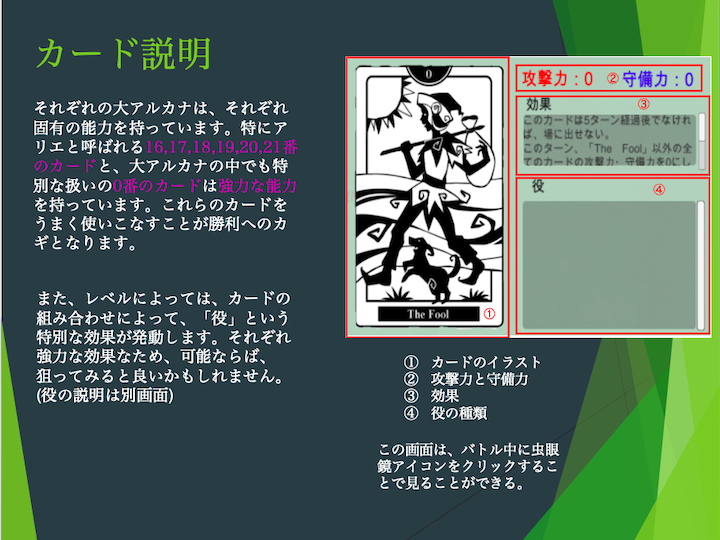 カード説明
それぞれの大アルカナは、それぞれ
固有の能力を持っています。特にア
リエと呼ばれる16,17,18,19,20,21番
のカードと、大アルカナの中でも特
別な扱いの0番のカードは強力な能力
を持っています。これらのカードを
うまく使いこなすことが勝利へのカ
ギとなります。
また、レベルによっては、カードの
組み合わせによって、「役」という
特別な効果が発動します。それぞれ
強力な効果なため、可能ならば、
狙ってみると良いかもしれません。
(役の説明は別画面)
0
The Fool
①
攻撃力：0 ② 守備力：0
効果 ③
このカードは5ターン経過後でなけれ
ば、場に出せない。
このターン、「The Fool」以外の全
てのカードの攻撃力・守備力を0にし
役 ④
① カードのイラスト
② 攻撃力と守備力
③ 効果
④ 役の種類
この画面は、バトル中に虫眼
鏡アイコンをクリックするこ
とで見ることができる。